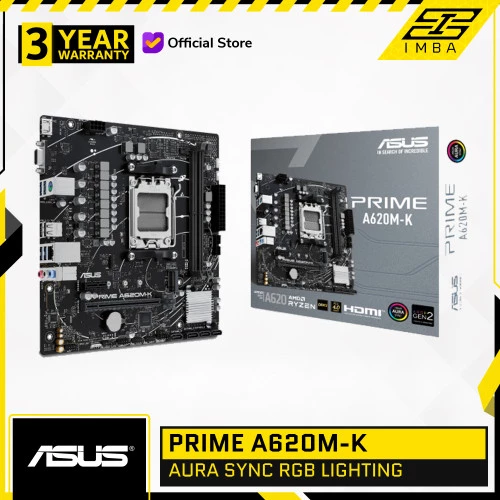 3 YEAR
WARRANTY
Official Store
IMBA
ASUS
IN SEARCH OF INCREDIBLE
PRIME
A620M-K
PRIME
A620M-K
ASUS
ASUS
PRIME A620M-K
A620
AMD
RYZEN
HDMI
GEN2
ASUS
PRIME A620M-K
AURA SYNC RGB LIGHTING